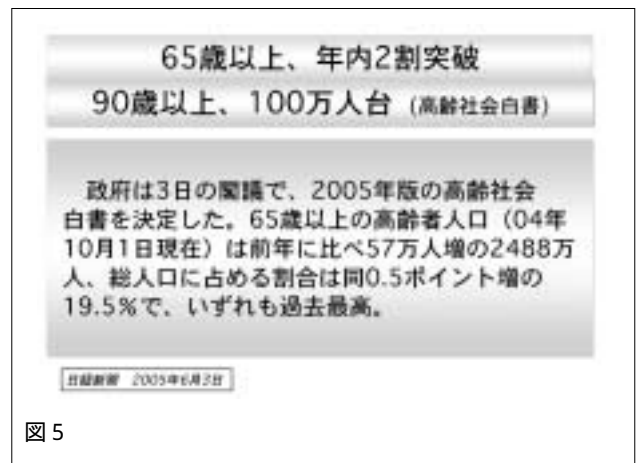 65歳以上、年内2割突破
90歳以上、100万人台 (高齢社会白書)
政府は3日の閣議で、2005年版の高齢社会
白書を決定した。65歳以上の高齢者人口（04年
10月1日現在）は前年に比べ57万人増の2488万
人、総人口に占める割合は同0.5ポイント増の
19.5％で、いずれも過去最高。
日経新聞 2005年6月3日
図5